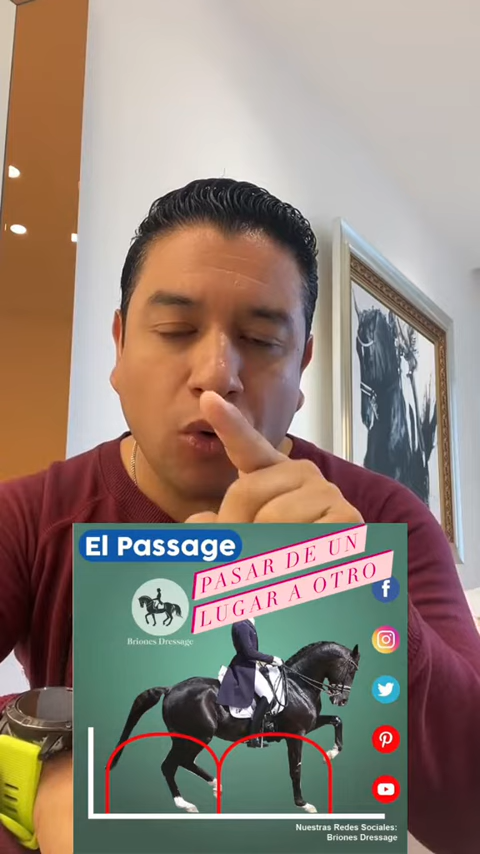 El Passage
PASAR DE UN
LUGAR A OTRO
Briones Dressage
Nuestras Redes Sociales:
Briones Dressage